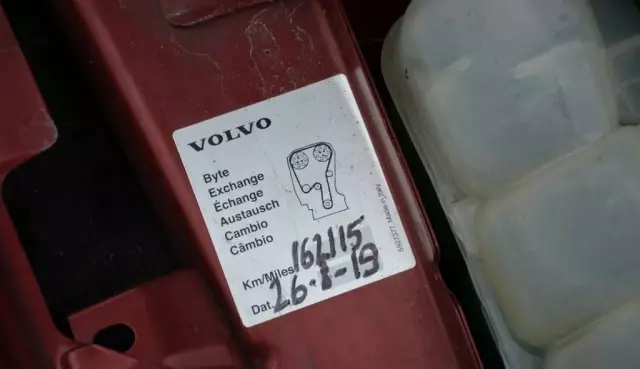 VOLVO
Byte
Exchange
Échange
Austausch
Cambio
Câmbio
Km/Miles 162115
Dat. 26-8-19